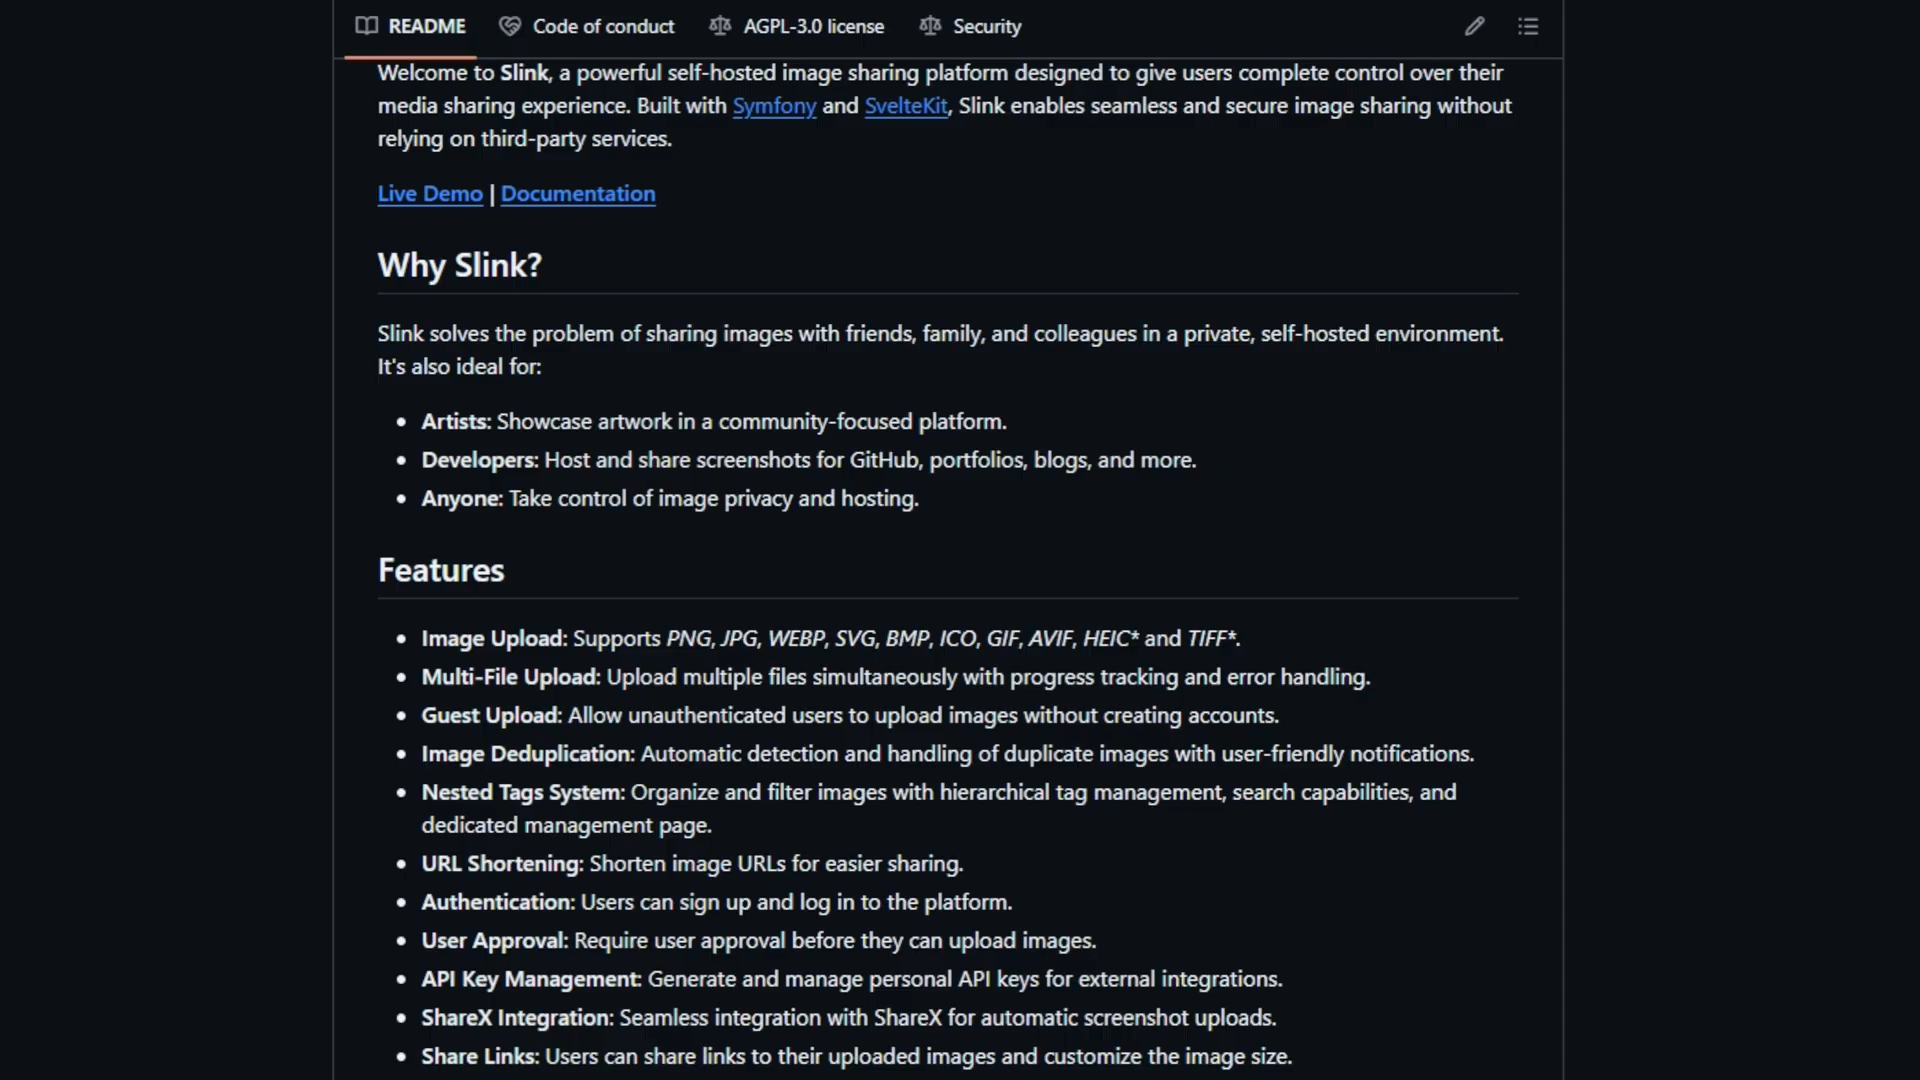 README Code of conduct AGPL-3.0 license Security
Welcome to Slink, a powerful self-hosted image sharing platform designed to give users complete control over their
media sharing experience. Built with Symfony and SvelteKit, Slink enables seamless and secure image sharing without
relying on third-party services.
Live Demo | Documentation
Why Slink?
Slink solves the problem of sharing images with friends, family, and colleagues in a private, self-hosted environment.
It's also ideal for:
• Artists: Showcase artwork in a community-focused platform.
• Developers: Host and share screenshots for GitHub, portfolios, blogs, and more.
• Anyone: Take control of image privacy and hosting.
Features
• Image Upload: Supports PNG, JPG, WEBP, SVG, BMP, ICO, GIF, AVIF, HEIC* and TIFF*.
• Multi-File Upload: Upload multiple files simultaneously with progress tracking and error handling.
• Guest Upload: Allow unauthenticated users to upload images without creating accounts.
• Image Deduplication: Automatic detection and handling of duplicate images with user-friendly notifications.
• Nested Tags System: Organize and filter images with hierarchical tag management, search capabilities, and
dedicated management page.
• URL Shortening: Shorten image URLs for easier sharing.
• Authentication: Users can sign up and log in to the platform.
• User Approval: Require user approval before they can upload images.
• API Key Management: Generate and manage personal API keys for external integrations.
• ShareX Integration: Seamless integration with ShareX for automatic screenshot uploads.
• Share Links: Users can share links to their uploaded images and customize the image size.